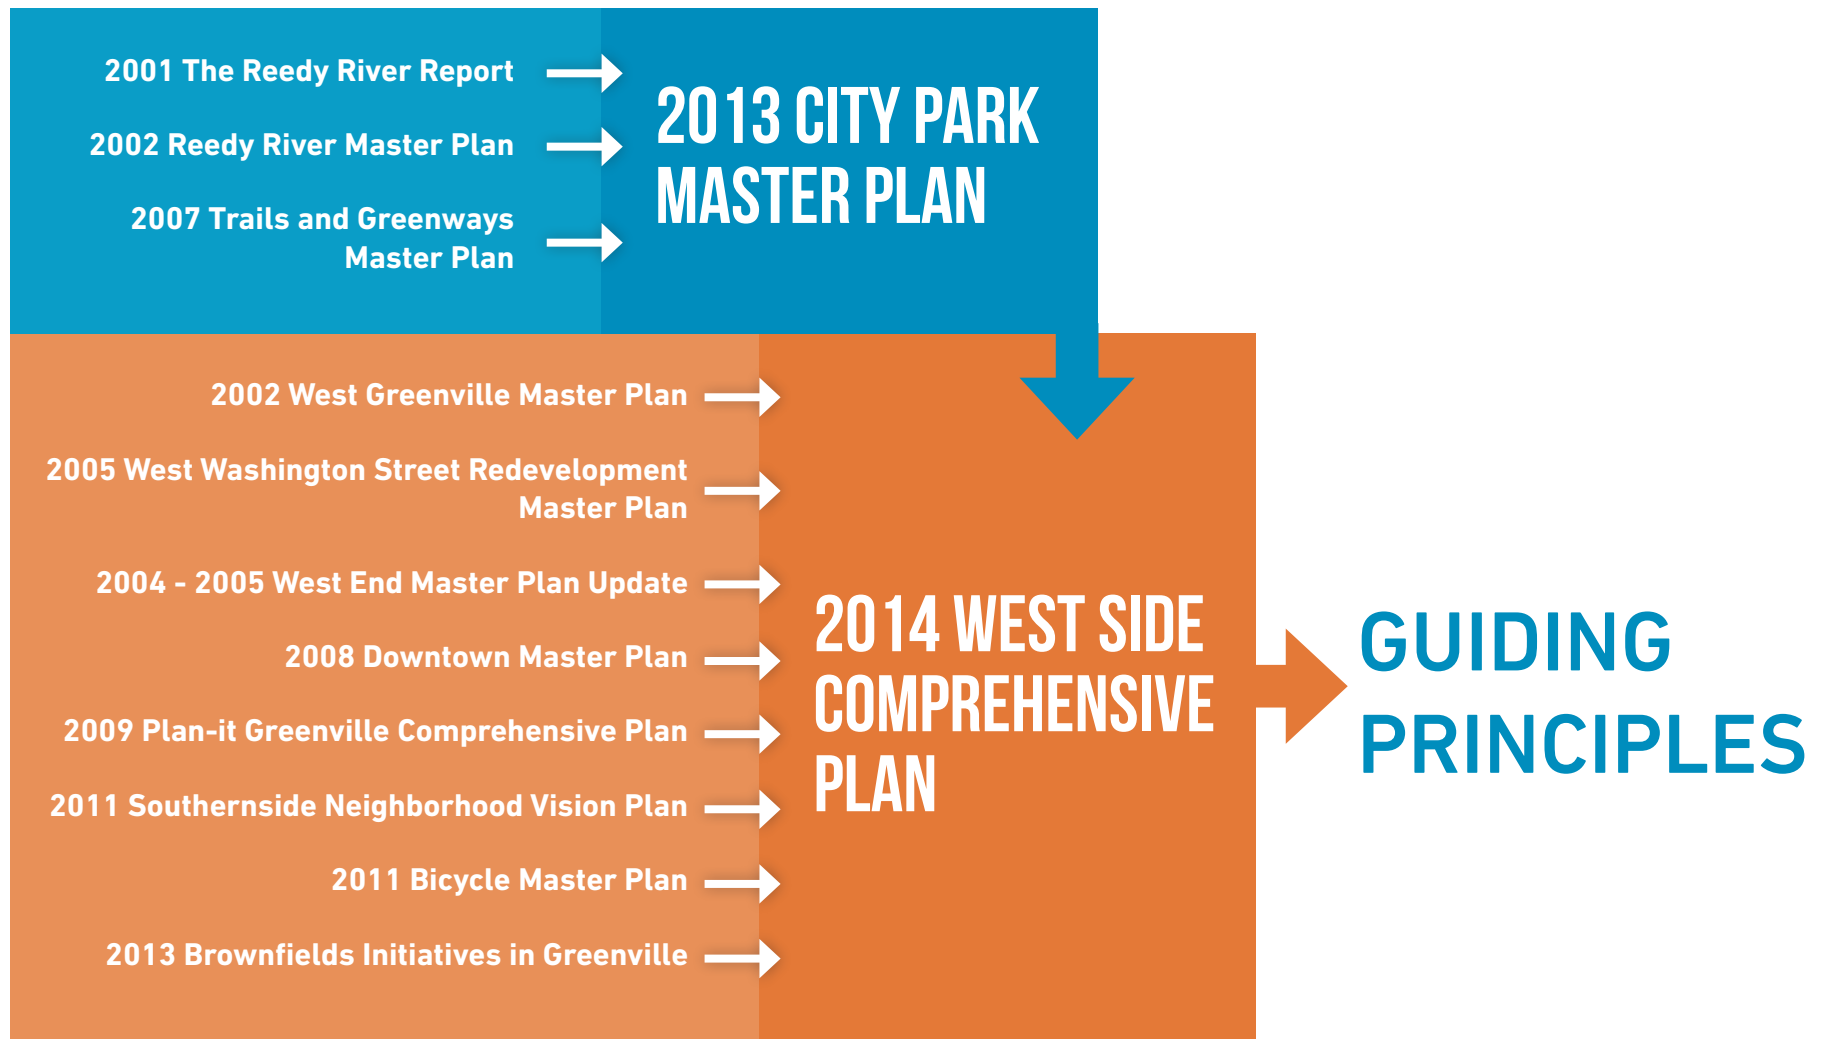 2001 The Reedy River Report
2002 Reedy River Master Plan
2007 Trails and Greenways
Master Plan
2013 CITY PARK
MASTER PLAN
2002 West Greenville Master Plan
2005 West Washington Street Redevelopment
Master Plan
2004 - 2005 West End Master Plan Update
2008 Downtown Master Plan
2009 Plan-it Greenville Comprehensive Plan
2011 Southernside Neighborhood Vision Plan
2011 Bicycle Master Plan
2013 Brownfields Initiatives in Greenville
2014 WEST SIDE
COMPREHENSIVE
PLAN
GUIDING
PRINCIPLES